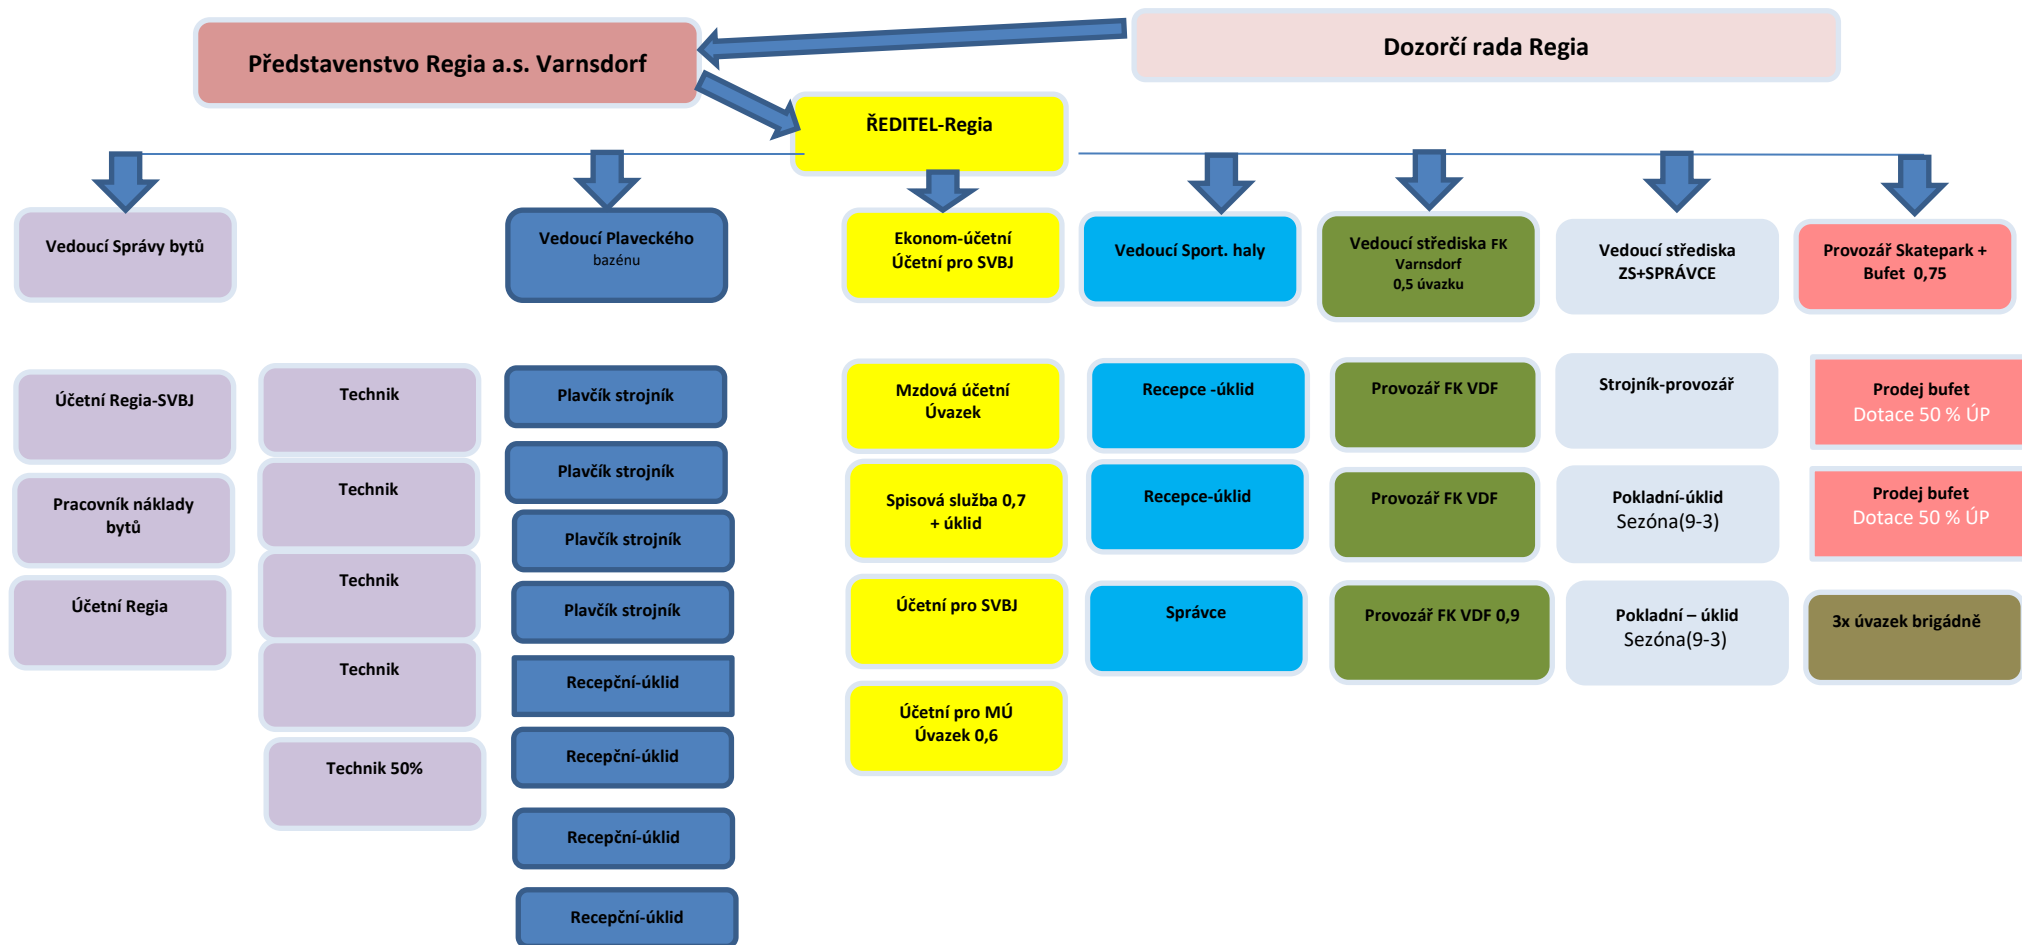 Představenstvo Regia a.s. Varnsdorf
Dozorčí rada Regia
ŘEDITEL-Regia
Vedoucí Správy bytů
Vedoucí Plaveckého
bazénu
Ekonom-účetní
Účetní pro SVBJ
Vedoucí Sport. haly
Vedoucí střediska FK
Varnsdorf
0,5 úvazku
Vedoucí střediska
ZS+SPRÁVCE
Provozář Skatepark +
Bufet 0,75
Účetní Regia-SVBJ
Pracovník náklady
bytů
Účetní Regia
Technik
Technik
Technik
Technik
Technik 50%
Plavčík strojník
Plavčík strojník
Plavčík strojník
Plavčík strojník
Recepční-úklid
Recepční-úklid
Recepční-úklid
Recepční-úklid
Mzdová účetní
Úvazek
Spisová služba 0,7
+ úklid
Účetní pro SVBJ
Účetní pro MÚ
Úvazek 0,6
Recepce -úklid
Recepce-úklid
Správce
Provozář FK VDF
Provozář FK VDF
Provozář FK VDF 0,9
Strojník-provozář
Pokladní-úklid
Sezóna(9-3)
Pokladní – úklid
Sezóna(9-3)
Prodej bufet
Dotace 50 % ÚP
Prodej bufet
Dotace 50 % ÚP
3x úvazek brigádně